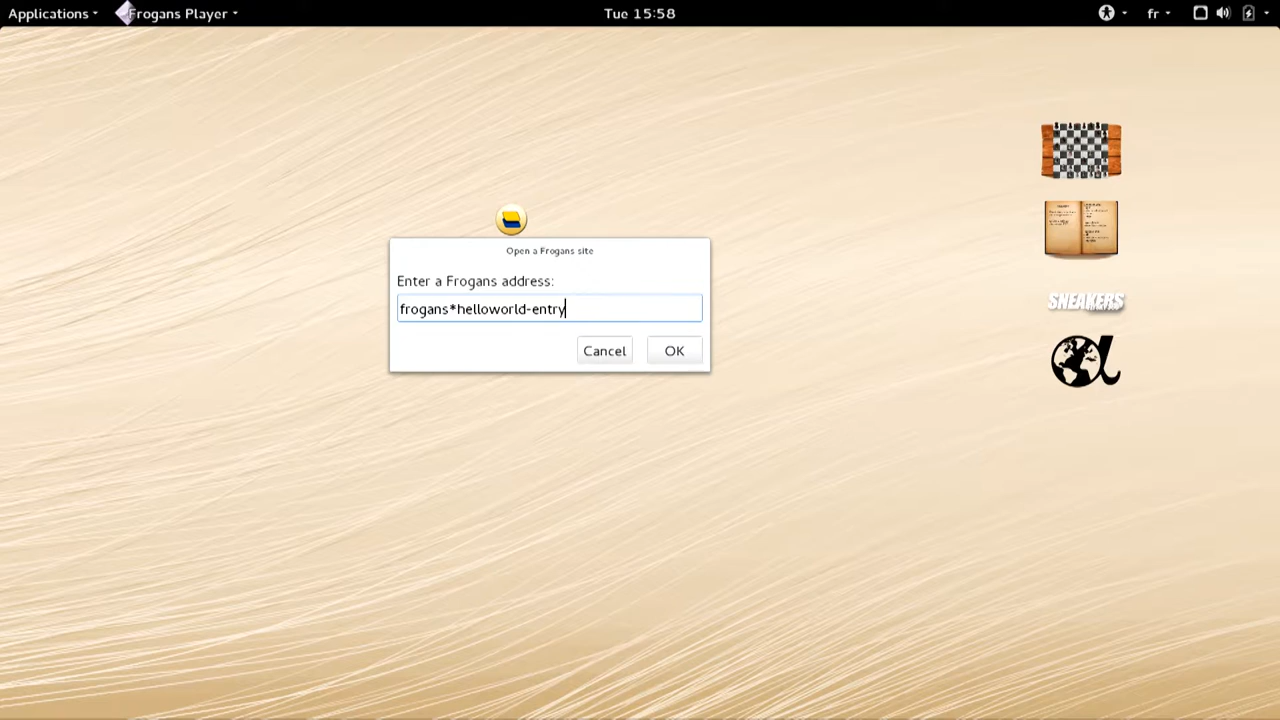 Applications
Frogans Player
Tue 15:58
fr
Open a Frogans site
Enter a Frogans address:
frogans*helloworld-entry
Cancel
OK
SNEAKERS